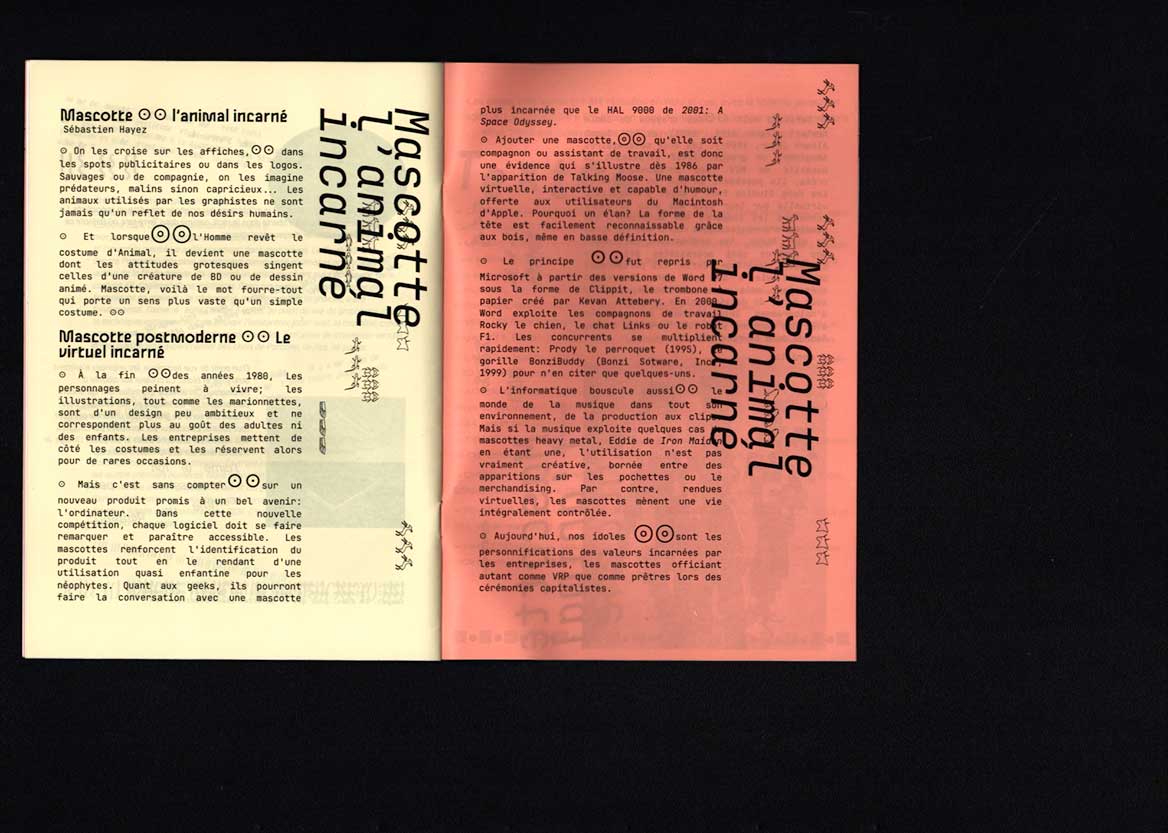 Mascotte ⊙⊙ l'animal incarné
Sébastien Hayez
⊙ On les croise sur les affiches,⊙⊙ dans
les spots publicitaires ou dans les logos.
Sauvages ou de compagnie, on les imagine
prédateurs, malins sinon capricieux... Les
animaux utilisés par les graphistes ne sont
jamais qu'un reflet de nos désirs humains.
⊙ Et lorsque⊙⊙l'Homme revêt le
costume d'Animal, il devient une mascotte
dont les attitudes grotesques singent
celles d'une créature de BD ou de dessin
animé. Mascotte, voilà le mot fourre-tout
qui porte un sens plus vaste qu'un simple
costume. ⊙⊙
Mascotte postmoderne ⊙⊙ Le
virtuel incarné
⊙ À la fin ⊙⊙des années 1980, Les
personnages peinent à vivre; les
illustrations, tout comme les marionnettes,
sont d'un design peu ambitieux et ne
correspondent plus au goût des adultes ni
des enfants. Les entreprises mettent de
côté les costumes et les réservent alors
pour de rares occasions.
⊙ Mais c'est sans compter⊙⊙sur un
nouveau produit promis à un bel avenir:
l'ordinateur. Dans cette nouvelle
compétition, chaque logiciel doit se faire
remarquer et paraître accessible. Les
mascottes renforcent l'identification du
produit tout en le rendant d'une
utilisation quasi enfantine pour les
néophytes. Quant aux geeks, ils pourront
faire la conversation avec une mascotte
Mascotte
l'animal
incarné
plus incarnée que le HAL 9000 de 2001: A
Space Odyssey.
⊙ Ajouter une mascotte,⊙⊙ qu'elle soit
compagnon ou assistant de travail, est donc
une évidence qui s'illustre dès 1986 par
l'apparition de Talking Moose. Une mascotte
virtuelle, interactive et capable d'humour,
offerte aux utilisateurs du Macintosh
d'Apple. Pourquoi un élan? La forme de la
tête est facilement reconnaissable grâce
aux bois, même en basse définition.
⊙ Le principe ⊙⊙fut repris par
Microsoft à partir des versions de Word
sous la forme de Clippit, le trombone à
papier créé par Kevan Attebery. En
Word exploite les compagnons de travail
Rocky le chien, le chat Links ou le robot
F1. Les concurrents se multiplient
rapidement: Prody le perroquet (1995), le
gorille BonziBuddy (Bonzi Sotware, Inc,
1999) pour n'en citer que quelques-uns.
⊙ L'informatique bouscule aussi⊙⊙ le
monde de la musique dans tout son
environnement, de la production aux clips.
Mais si la musique exploite quelques cas de
mascottes heavy metal, Eddie de Iron Maiden
en étant une, l'utilisation n'est pas
vraiment créative, bornée entre des
apparitions sur les pochettes ou le
merchandising. Par contre, rendues
virtuelles, les mascottes mènent une vie
intégralement contrôlée.
⊙ Aujourd'hui, nos idoles ⊙⊙sont les
personnifications des valeurs incarnées par
les entreprises, les mascottes officiant
autant comme VRP que comme prêtres lors des
cérémonies capitalistes.
Mascotte
l'animal
incarné